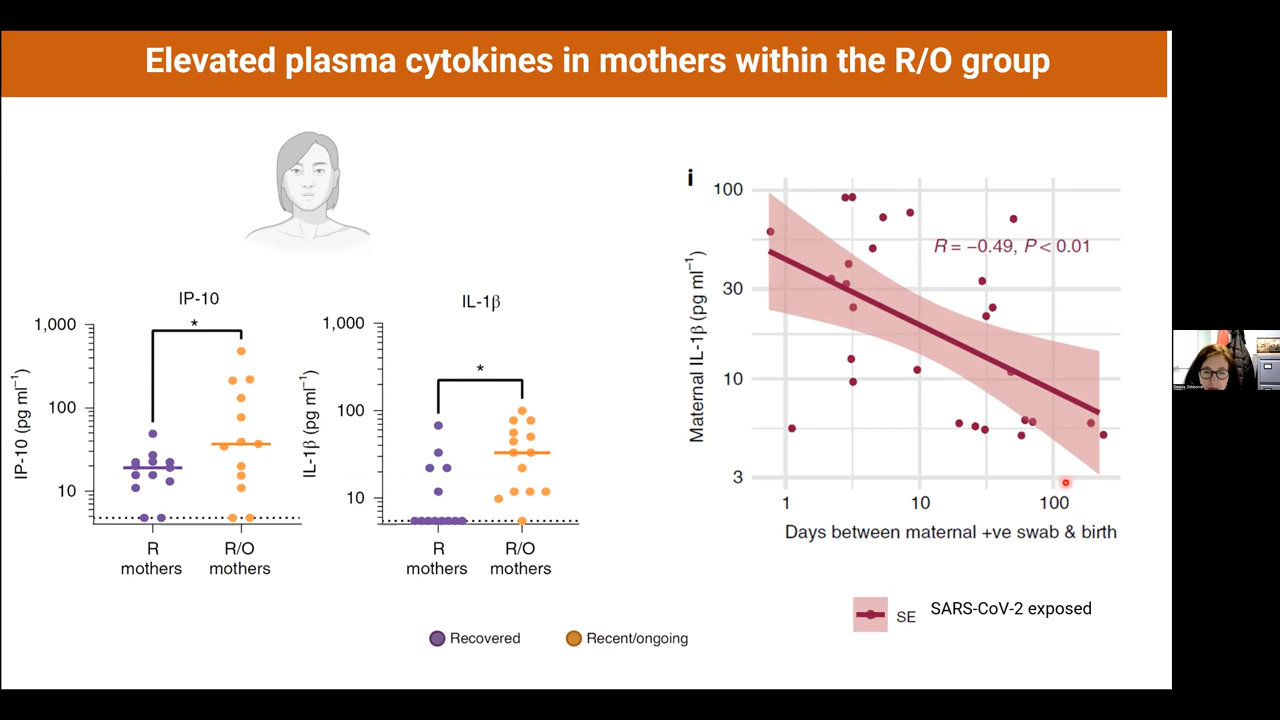 Elevated plasma cytokines in mothers within the R/O group
IP-10
IP-10 (pg ml⁻¹)
1,000
100
10
*
R
mothers
R/O
mothers
IL-1β
IL-1β (pg ml⁻¹)
1,000
100
10
*
R
mothers
R/O
mothers
Recovered
Recent/ongoing
i
Maternal IL-1β (pg ml⁻¹)
100
30
10
3
R = −0.49, P < 0.01
1
10
100
Days between maternal +ve swab & birth
SE
SARS-CoV-2 exposed